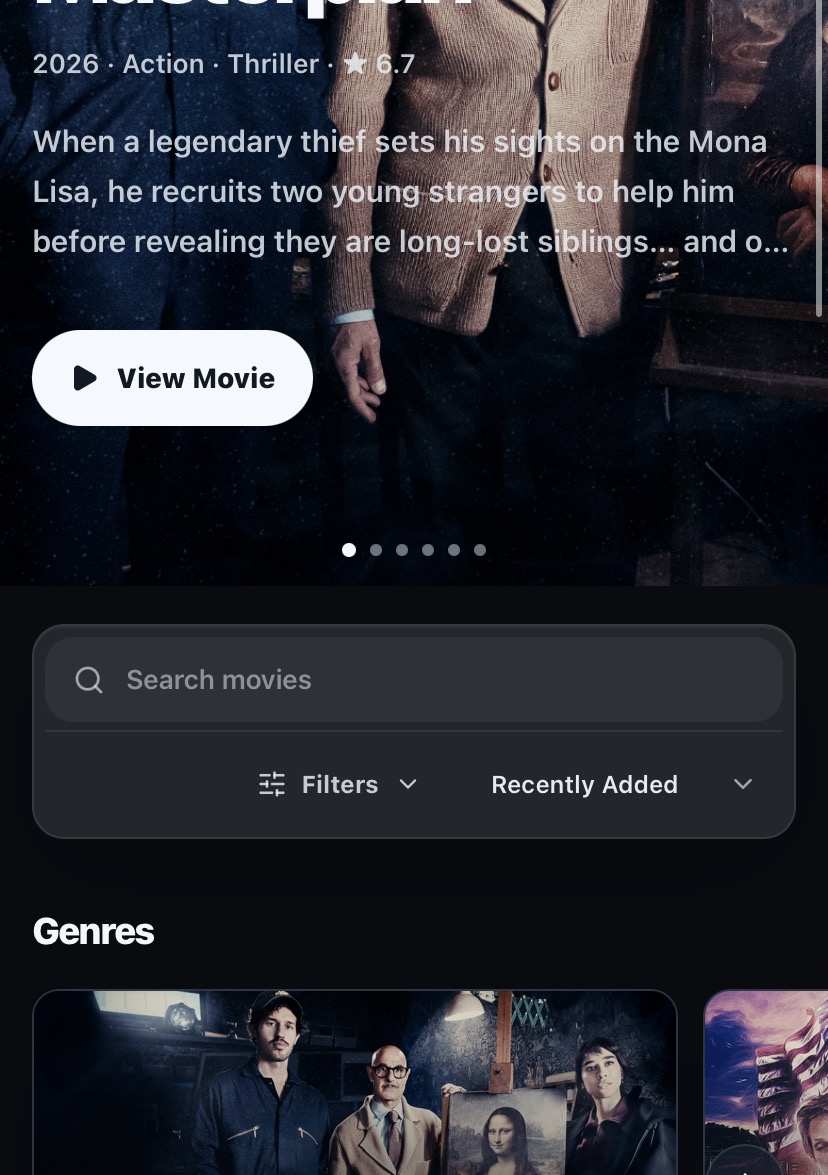 Masterplan
2026 · Action · Thriller · ★ 6.7
When a legendary thief sets his sights on the Mona
Lisa, he recruits two young strangers to help him
before revealing they are long-lost siblings... and o...
View Movie
Search movies
Filters
Recently Added
Genres